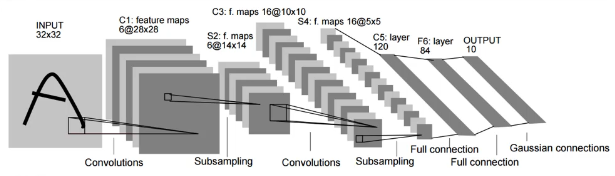 INPUT
32x32
C1: feature maps
6@28x28
S2: f. maps
6@14x14
C3: f. maps 16@10x10
S4: f. maps 16@5x5
C5: layer
120
F6: layer
84
OUTPUT
10
Convolutions
Subsampling
Convolutions
Subsampling
Full connection
Full connection
Gaussian connections
A